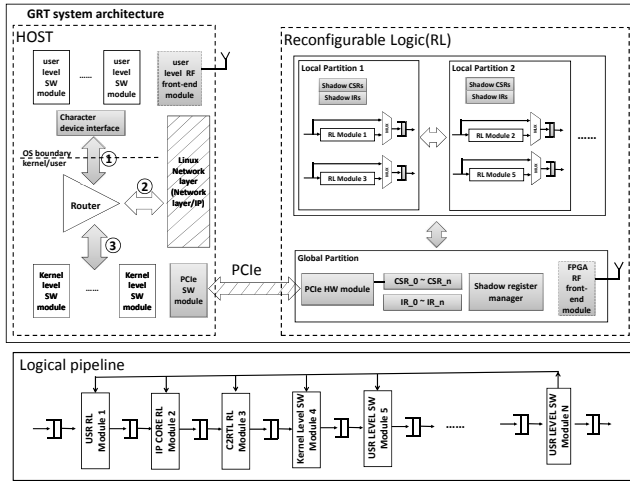 GRT system architecture
HOST
user
level
SW
module
......
user
level
SW
module
user
level RF
front-end
module
Character
device interface
OS boundary
kernel/user
1
2
3
Router
Linux
Network
layer
(Network
layer/IP)
Kernel
level
SW
module
......
Kernel
level
SW
module
PCIe
SW
module
PCIe
Reconfigurable Logic(RL)
Local Partition 1
Shadow CSRs
Shadow IRs
RL Module 1
MUX
RL Module 3
MUX
Local Partition 2
Shadow CSRs
Shadow IRs
RL Module 2
MUX
RL Module 5
MUX
......
Global Partition
PCIe HW module
CSR_0 ~ CSR_n
IR_0 ~ IR_n
Shadow register
manager
FPGA
RF
front-
end
module
Logical pipeline
USR RL
Module 1
IP CORE RL
Module 2
C2RTL RL
Module 3
Kernel Level SW
Module 4
USR LEVEL SW
Module 5
......
USR LEVEL SW
Module N